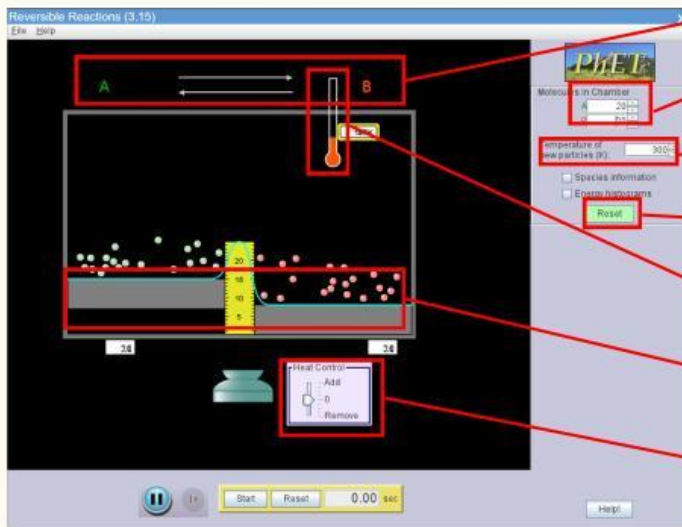 Reversible Reactions (3.15)
File Help
A
B
PhET
Molecules in Chamber
A 20
B
Temperature of
new particles (K): 300
Species information
Energy histograms
Reset
20
15
10
5
Heat Control
Add
0
Remove
Start Reset 0.00 sec
Help!